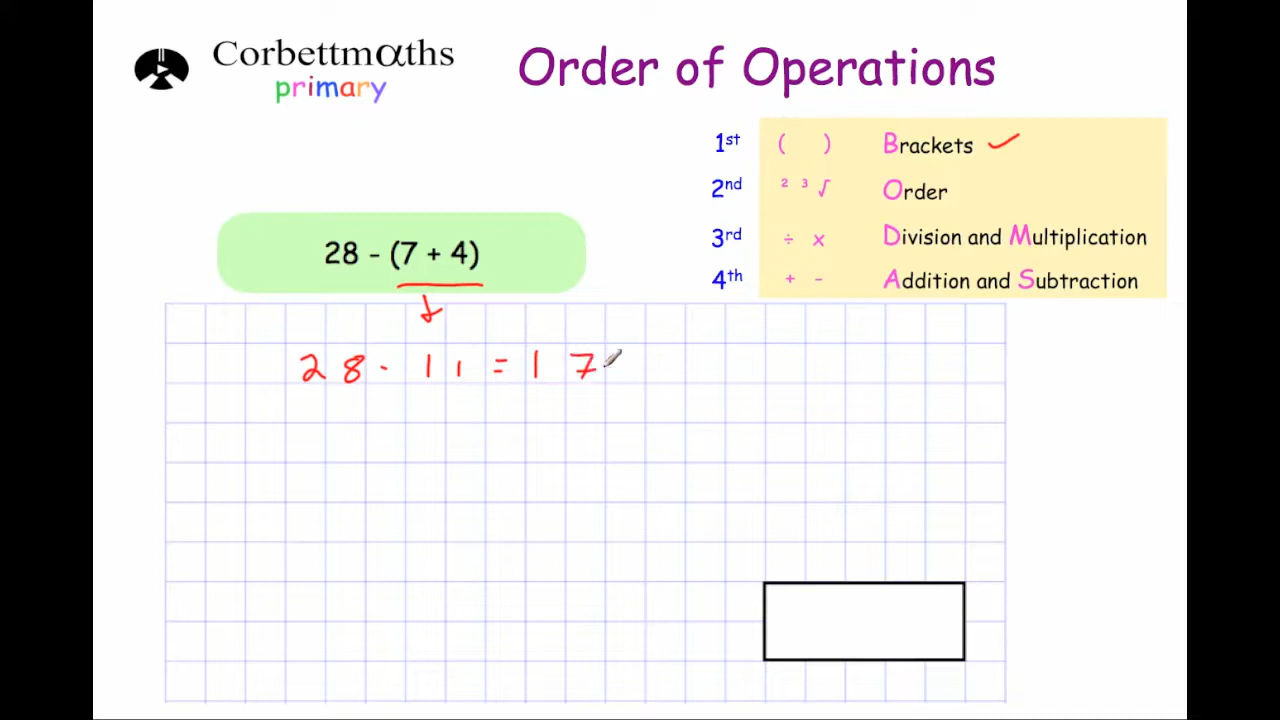 Corbettmαths
primary
Order of Operations
1st ( ) Brackets ✓
2nd ² ³ √ Order
3rd ÷ x Division and Multiplication
4th + - Addition and Subtraction
28 - (7 + 4)
28 - 11 = 17